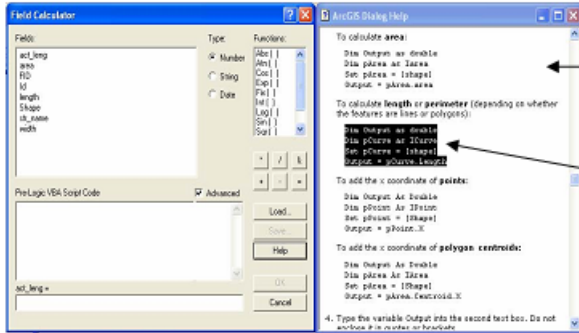 Field Calculator
Fields:
act_leng
area
FID
Id
length
Shape
str_name
width
Type:
Number
String
Date
Functions:
Abs ( )
Atn ( )
Cos ( )
Exp ( )
Fix ( )
Int ( )
Log ( )
Sin ( )
Sqr ( )
* / &
+ - =
Pre-Logic VBA Script Code
Advanced
Load...
Save...
Help
act_leng =
OK
Cancel
ArcGIS Dialog Help
To calculate area:
Dim Output as double
Dim pArea as Iarea
Set pArea = [shape]
Output = pArea.area
To calculate length or perimeter (depending on whether
the features are lines or polygons):
Dim Output as double
Dim pCurve as ICurve
Set pCurve = [shape]
Output = pCurve.Length
To add the x coordinate of points:
Dim Output As Double
Dim pPoint As IPoint
Set pPoint = [Shape]
Output = pPoint.X
To add the x coordinate of polygon centroids:
Dim Output As Double
Dim pArea As IArea
Set pArea = [Shape]
Output = pArea.Centroid.X
4. Type the variable Output into the second text box. Do not
enclose it in quotes or brackets.